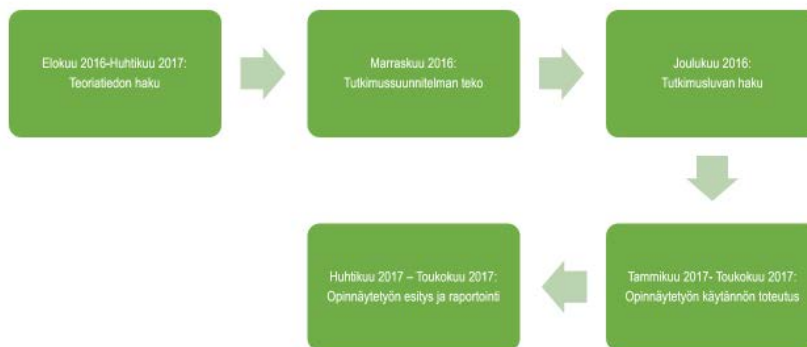 Elokuu 2016-Huhtikuu 2017:
Teoriatiedon haku
Marraskuu 2016:
Tutkimussuunnitelman teko
Joulukuu 2016:
Tutkimusluvan haku
Tammikuu 2017- Toukokuu 2017:
Opinnäytetyön käytännön toteutus
Huhtikuu 2017 – Toukokuu 2017:
Opinnäytetyön esitys ja raportointi